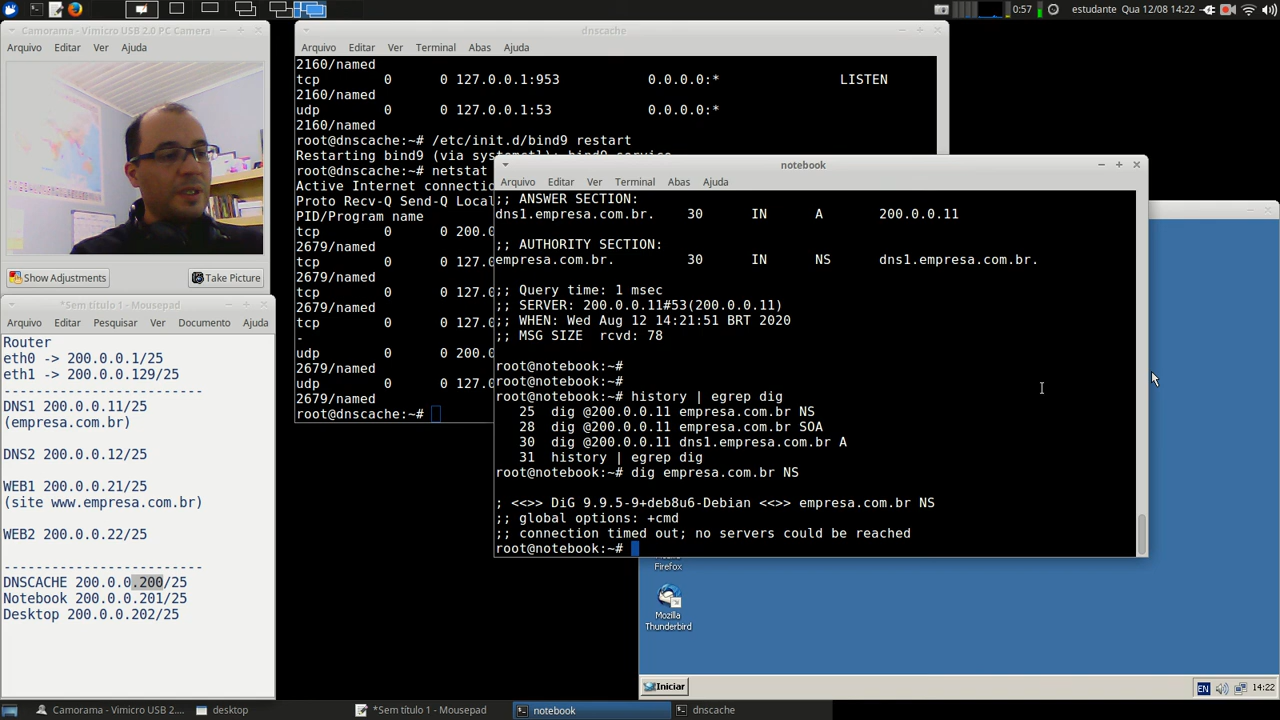 0:57
estudante Qua 12/08 14:22
Camorama - Vimicro USB 2.0 PC Camera
Arquivo Editar Ver Ajuda
Show Adjustments
Take Picture
*Sem título 1 - Mousepad
Arquivo Editar Pesquisar Ver Documento Ajuda
Router
eth0 -> 200.0.0.1/25
eth1 -> 200.0.0.129/25
-------------------------
DNS1 200.0.0.11/25
(empresa.com.br)
DNS2 200.0.0.12/25
WEB1 200.0.0.21/25
(site www.empresa.com.br)
WEB2 200.0.0.22/25
-------------------------
DNSCACHE 200.0.0.200/25
Notebook 200.0.0.201/25
Desktop 200.0.0.202/25
dnscache
Arquivo Editar Ver Terminal Abas Ajuda
2160/named
tcp 0 0 127.0.0.1:953 0.0.0.0:* LISTEN
2160/named
udp 0 0 127.0.0.1:53 0.0.0.0:*
2160/named
root@dnscache:~# /etc/init.d/bind9 restart
Restarting bind9 (via systemctl): bind9.service
root@dnscache:~# netstat
Active Internet connectio
Proto Recv-Q Send-Q Loca
PID/Program name
tcp 0 0 200.0
2679/named
tcp 0 0 127.0
2679/named
tcp 0 0 127.0
2679/named
tcp 0 0 127.0
-
udp 0 0 200.0
2679/named
udp 0 0 127.0
2679/named
root@dnscache:~#
notebook
Arquivo Editar Ver Terminal Abas Ajuda
;; ANSWER SECTION:
dns1.empresa.com.br. 30 IN A 200.0.0.11
;; AUTHORITY SECTION:
empresa.com.br. 30 IN NS dns1.empresa.com.br.
;; Query time: 1 msec
;; SERVER: 200.0.0.11#53(200.0.0.11)
;; WHEN: Wed Aug 12 14:21:51 BRT 2020
;; MSG SIZE rcvd: 78
root@notebook:~#
root@notebook:~#
root@notebook:~# history | egrep dig
25 dig @200.0.0.11 empresa.com.br NS
28 dig @200.0.0.11 empresa.com.br SOA
30 dig @200.0.0.11 dns1.empresa.com.br A
31 history | egrep dig
root@notebook:~# dig empresa.com.br NS
; <<>> DiG 9.9.5-9+deb8u6-Debian <<>> empresa.com.br NS
;; global options: +cmd
;; connection timed out; no servers could be reached
root@notebook:~#
Firefox
Mozilla
Thunderbird
Iniciar
EN
14:22
Camorama - Vimicro USB 2....
desktop
*Sem título 1 - Mousepad
notebook
dnscache